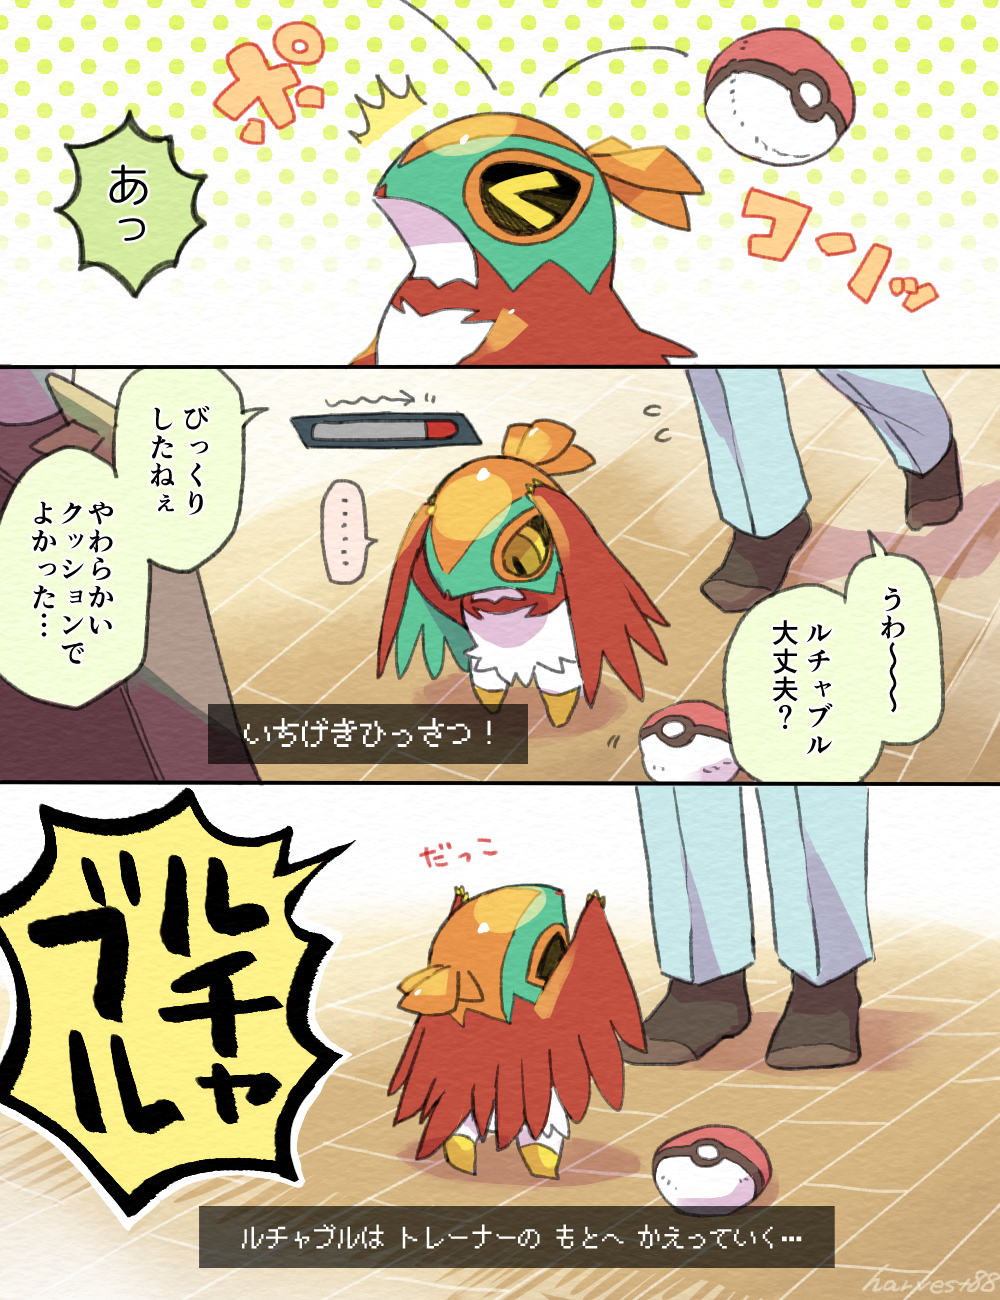 ポ
コンッ
あっ
うわ〜〜〜
ルチャブル
大丈夫？
びっくり
したねぇ
やわらかい
クッションで
よかった…
……
いちげきひっさつ！
だっこ
ルチャ
ブル
ルチャブルは トレーナーの もとへ かえっていく…
harvest88